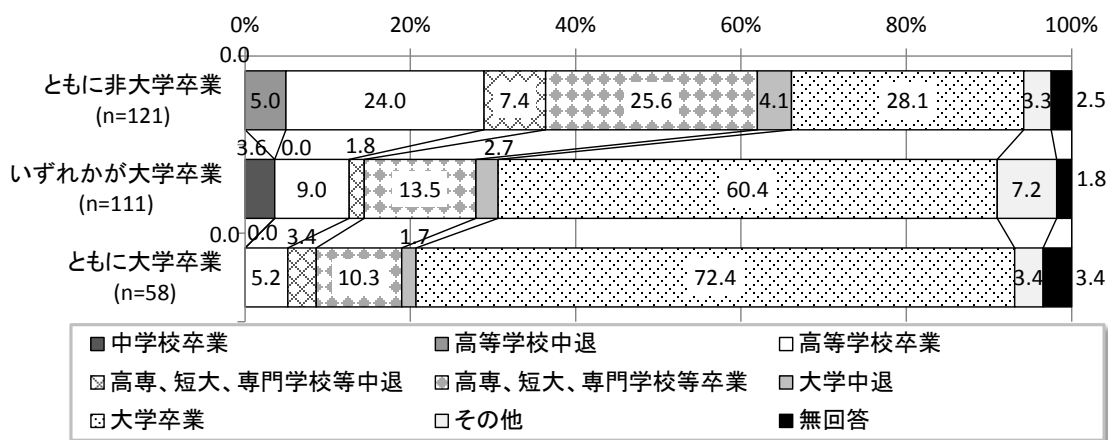 0% 20% 40% 60% 80% 100%
0.0
ともに非大学卒業 5.0 24.0 7.4 25.6 4.1 28.1 3.3 2.5
(n=121)
3.6 0.0 1.8 2.7
いずれかが大学卒業 9.0 13.5 60.4 7.2 1.8
(n=111)
0.0 0.0 3.4 1.7
ともに大学卒業 5.2 10.3 72.4 3.4 3.4
(n=58)
中学校卒業 高等学校中退 高等学校卒業
高専、短大、専門学校等中退 高専、短大、専門学校等卒業 大学中退
大学卒業 その他 無回答